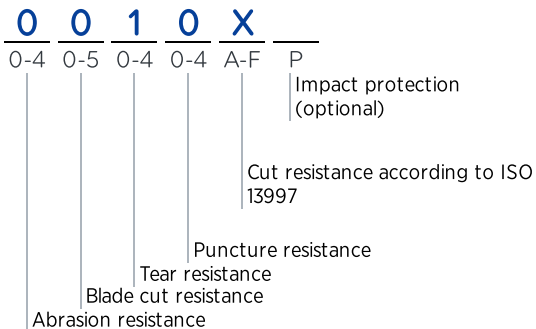 0 0 1 0 X
0-4 0-5 0-4 0-4 A-F P
Impact protection
(optional)
Cut resistance according to ISO
13997
Puncture resistance
Tear resistance
Blade cut resistance
Abrasion resistance